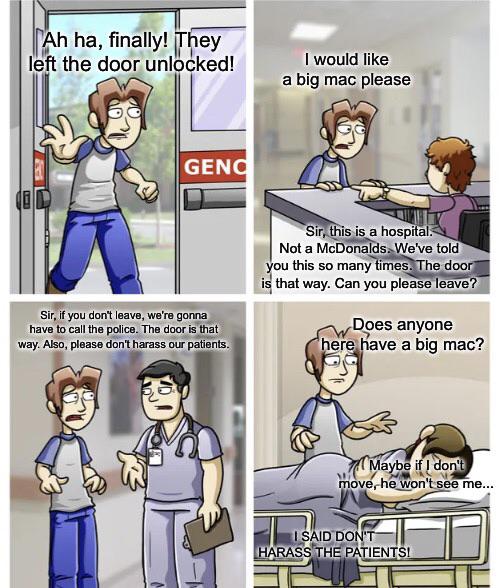 Ah ha, finally! They
left the door unlocked!
GENC
I would like
a big mac please
Sir, this is a hospital.
Not a McDonalds. We've told
you this so many times. The door
is that way. Can you please leave?
Sir, if you don't leave, we're gonna
have to call the police. The door is that
way. Also, please don't harass our patients.
Does anyone
here have a big mac?
Maybe if I don't
move, he won't see me...
I SAID DON'T
HARASS THE PATIENTS!